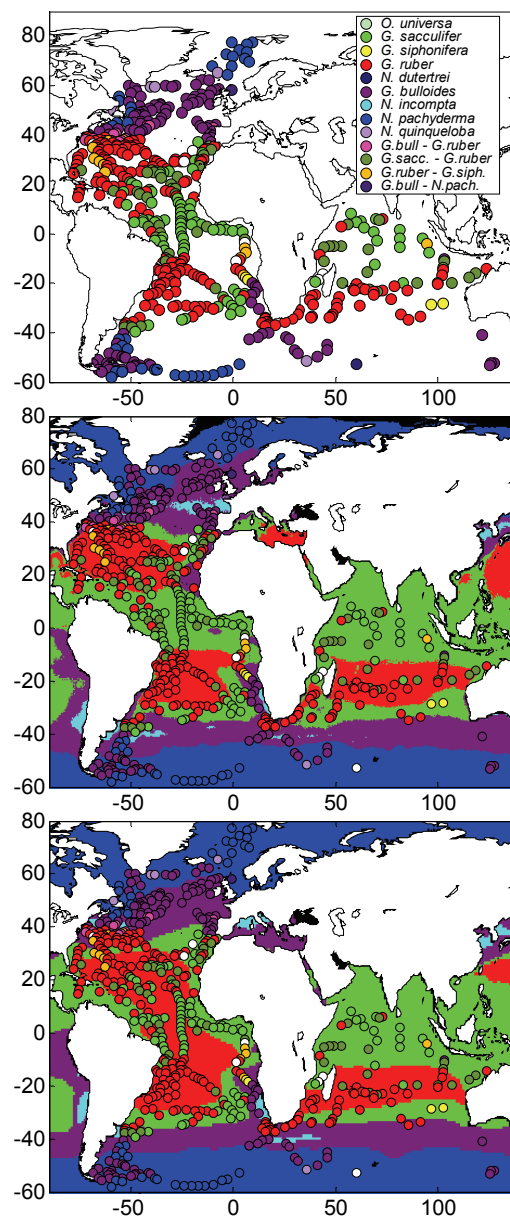 80
60
40
20
0
-20
-40
-60
-50
0
50
100
O. universa
G. sacculifer
G. siphonifera
G. ruber
N. dutertrei
G. bulloides
N. incompta
N. pachyderma
N. quinqueloba
G.bull - G.ruber
G.sacc. - G.ruber
G.ruber - G.siph.
G.bull - N.pach.
80
60
40
20
0
-20
-40
-60
-50
0
50
100
80
60
40
20
0
-20
-40
-60
-50
0
50
100